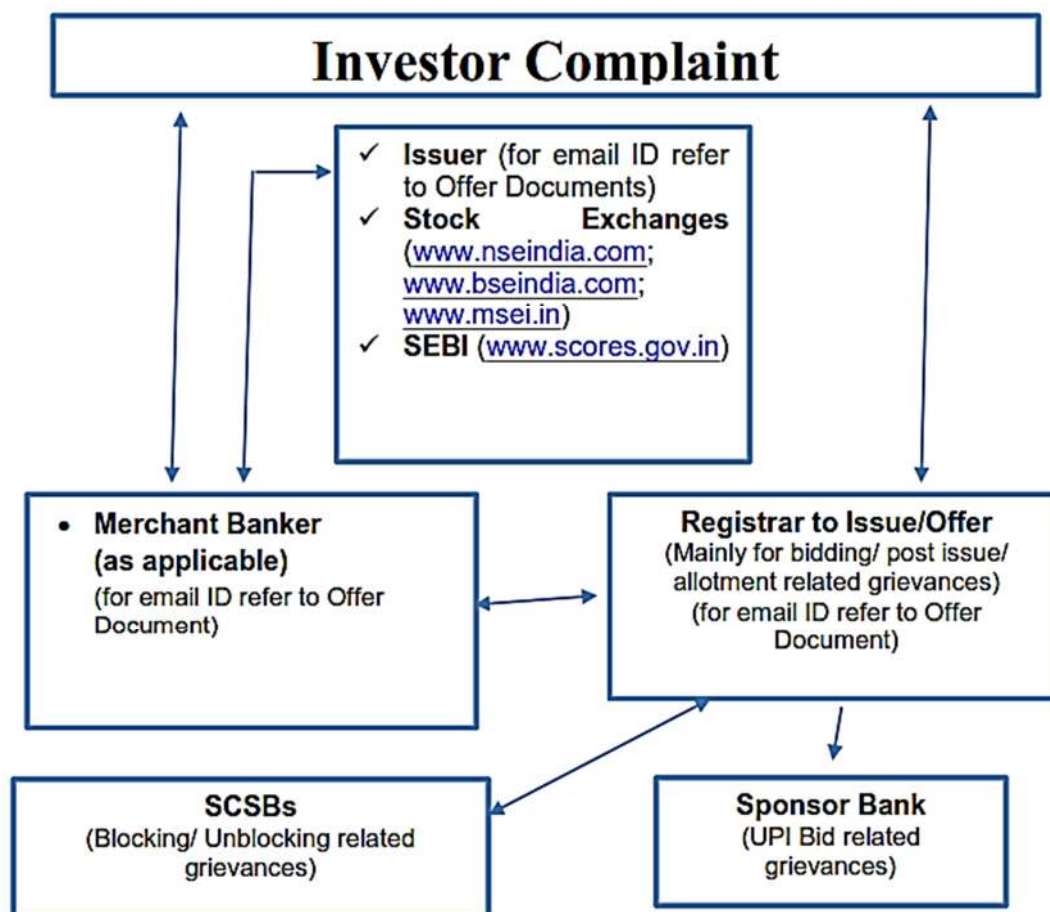 Investor Complaint
✓ Issuer (for email ID refer
to Offer Documents)
✓ Stock Exchanges
(www.nseindia.com;
www.bseindia.com;
www.msei.in)
✓ SEBI (www.scores.gov.in)
• Merchant Banker
(as applicable)
(for email ID refer to Offer
Document)
Registrar to Issue/Offer
(Mainly for bidding/ post issue/
allotment related grievances)
(for email ID refer to Offer
Document)
SCSBs
(Blocking/ Unblocking related
grievances)
Sponsor Bank
(UPI Bid related
grievances)